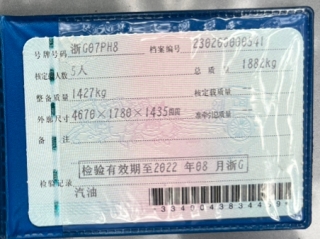 号牌号码 浙G07PH8 档案编号
核定载人数 5人 总质量 1882kg
整备质量 1427kg 核定载质量 --
外廓尺寸 4670×1780×1435mm 准牵引总质量 --
备注 --
检验有效期至2022年08月浙G
检验记录
汽油